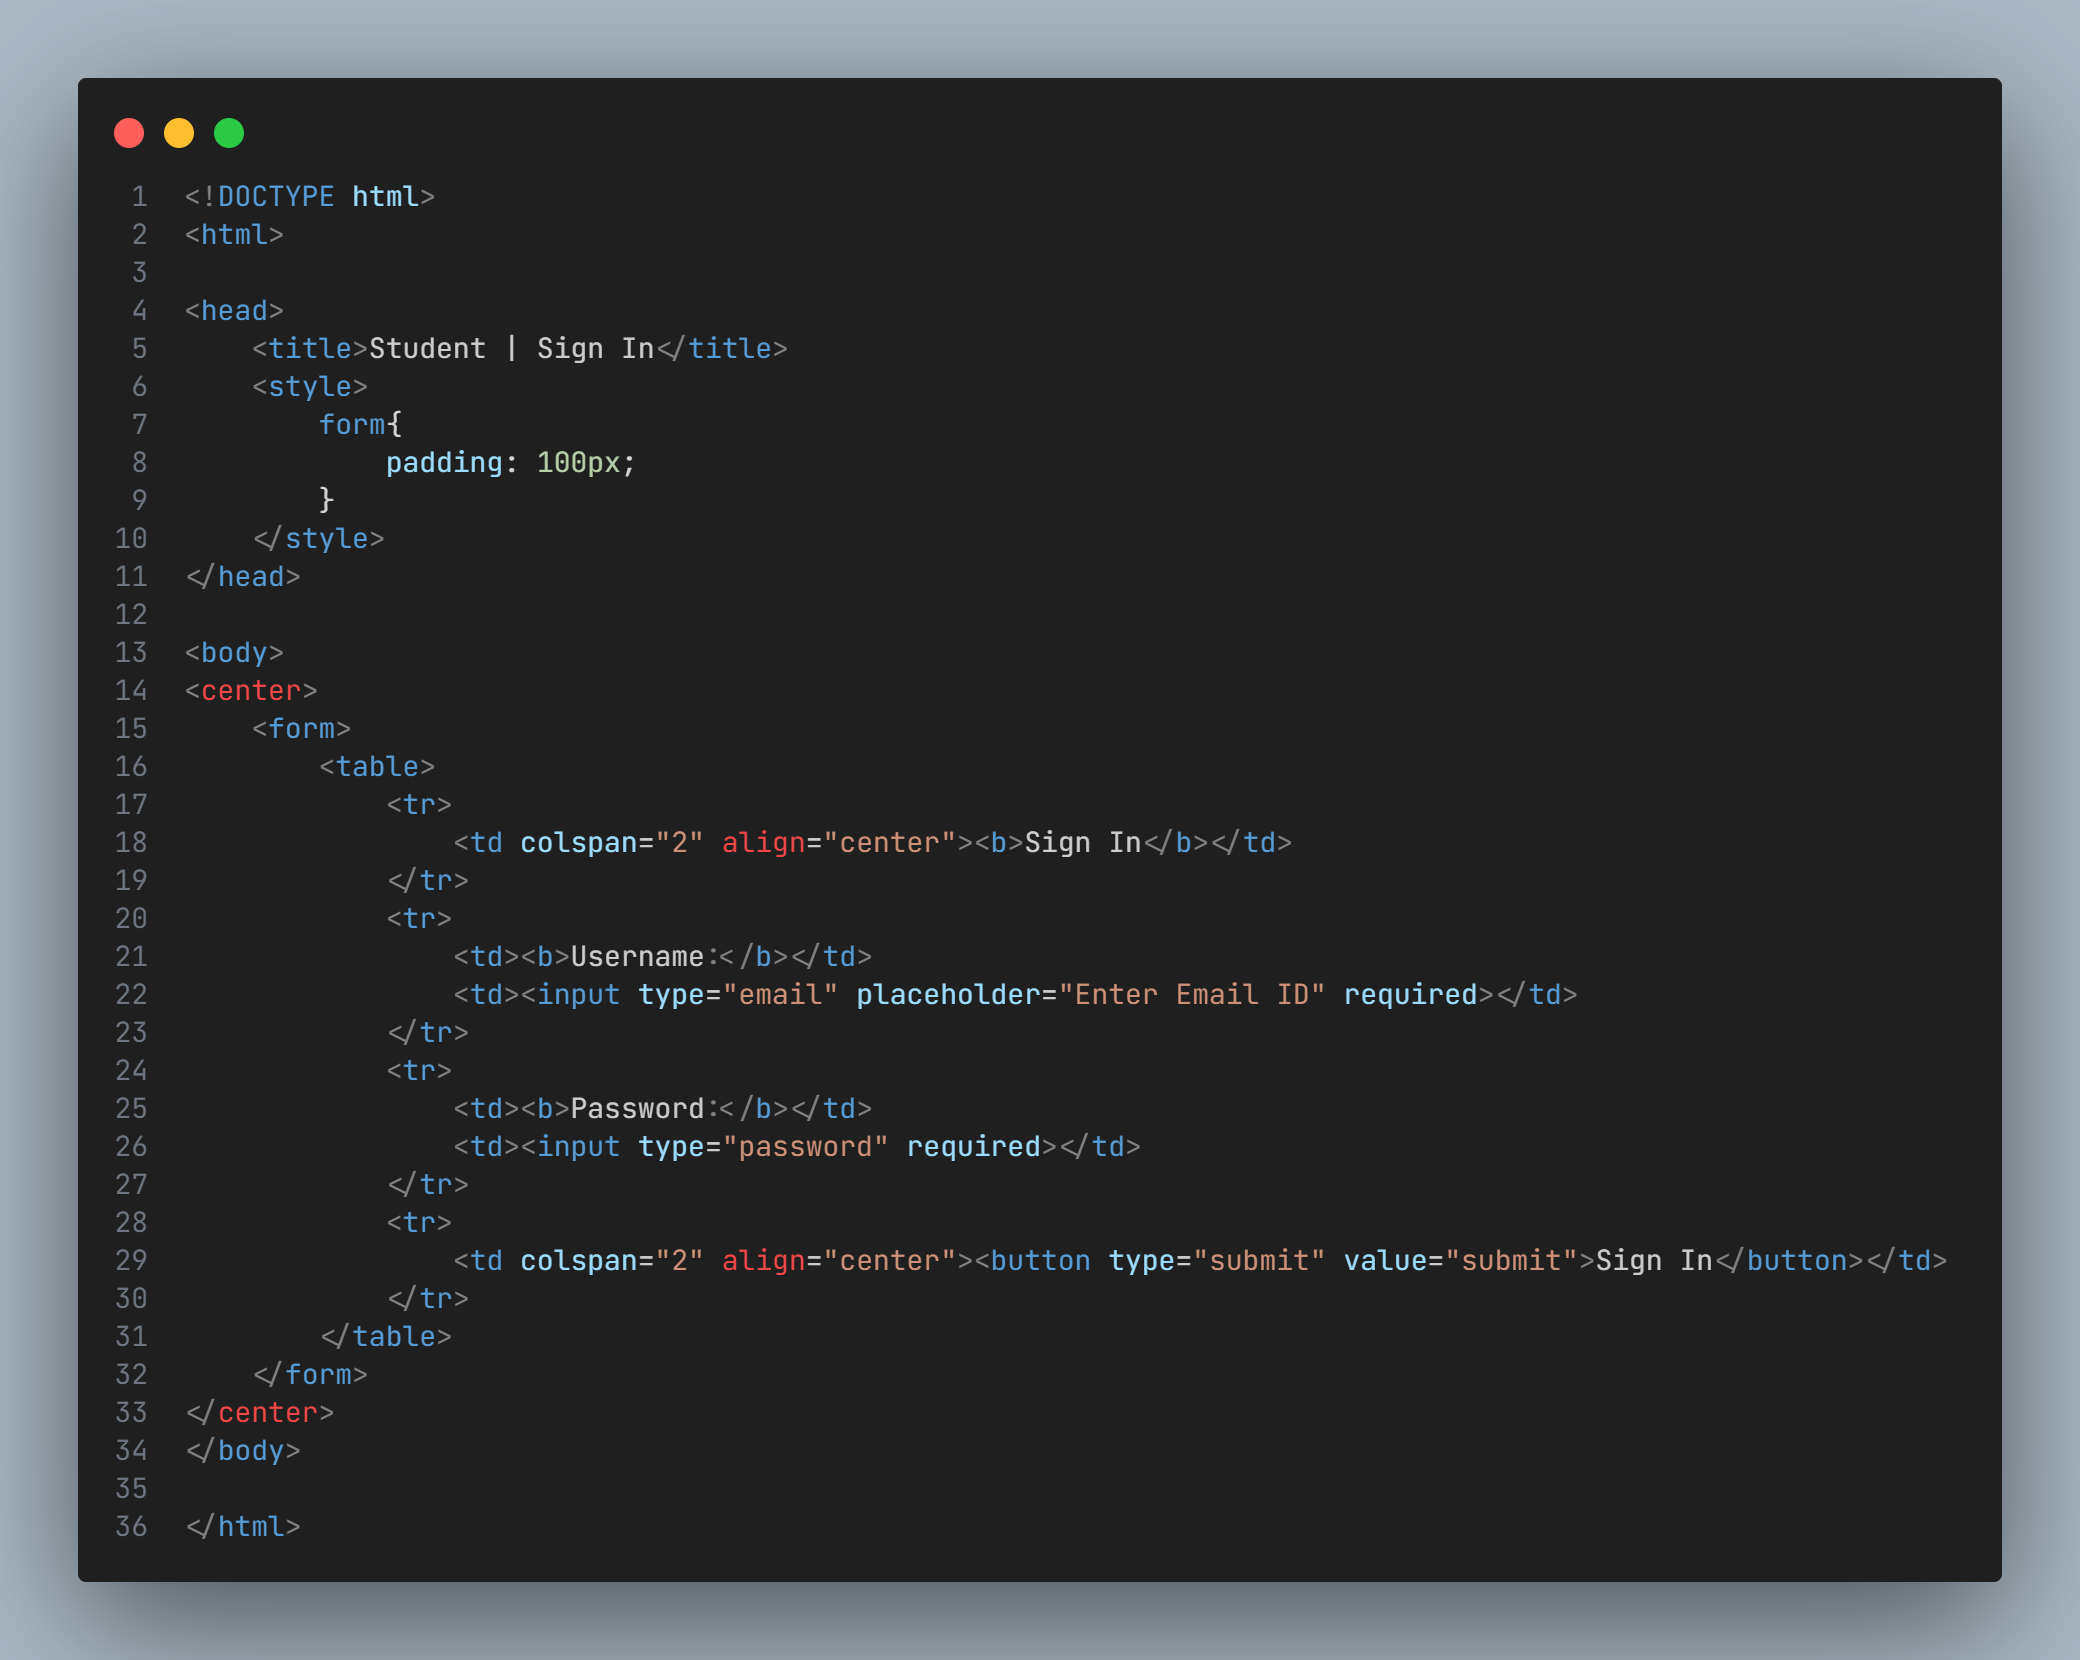 1 <!DOCTYPE html>
2 <html>
3
4 <head>
5     <title>Student | Sign In</title>
6     <style>
7         form{
8             padding: 100px;
9         }
10     </style>
11 </head>
12
13 <body>
14 <center>
15     <form>
16         <table>
17             <tr>
18                 <td colspan="2" align="center"><b>Sign In</b></td>
19             </tr>
20             <tr>
21                 <td><b>Username:</b></td>
22                 <td><input type="email" placeholder="Enter Email ID" required></td>
23             </tr>
24             <tr>
25                 <td><b>Password:</b></td>
26                 <td><input type="password" required></td>
27             </tr>
28             <tr>
29                 <td colspan="2" align="center"><button type="submit" value="submit">Sign In</button></td>
30             </tr>
31         </table>
32     </form>
33 </center>
34 </body>
35
36 </html>